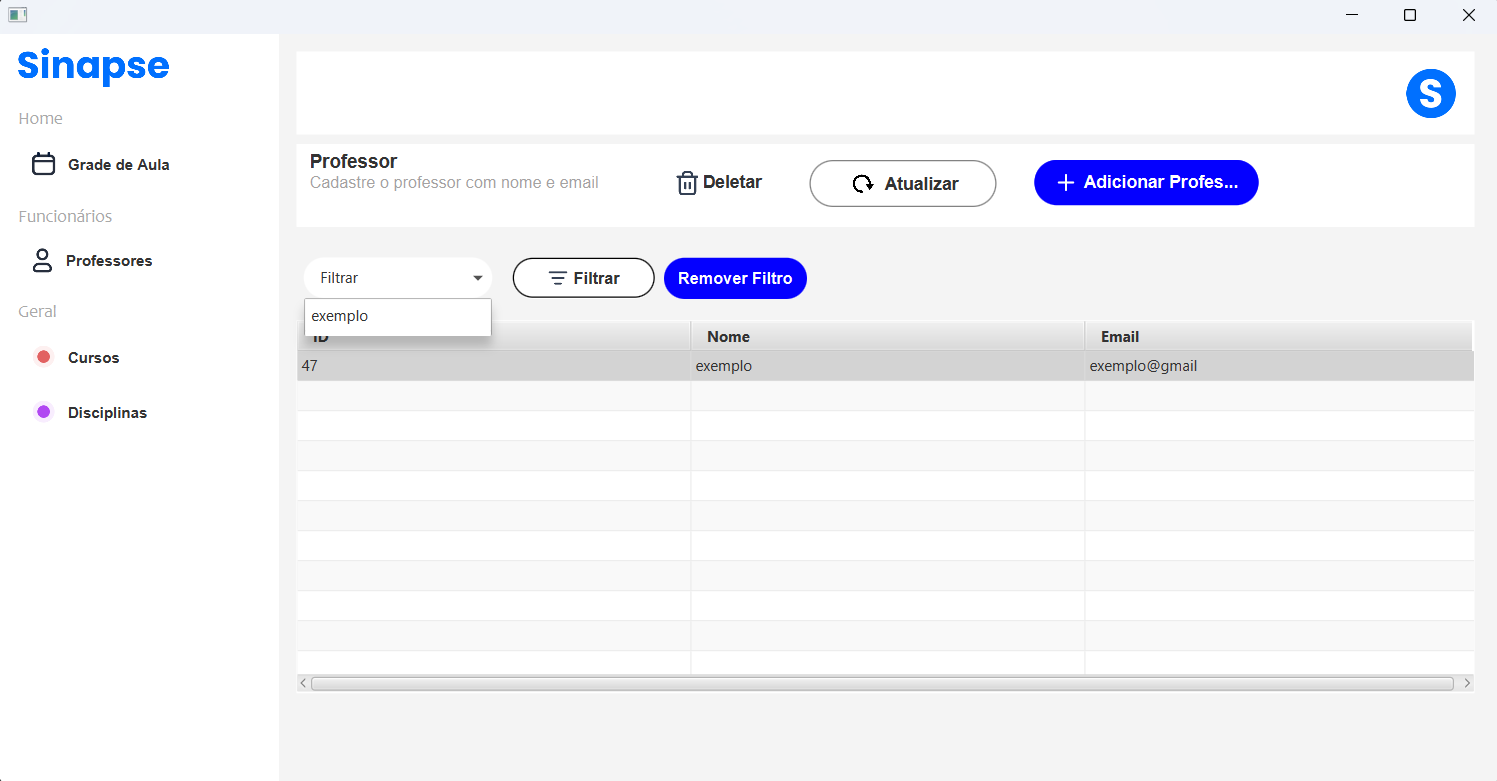 Sinapse
Home
Grade de Aula
Funcionários
Professores
Geral
Cursos
Disciplinas
S
Professor
Cadastre o professor com nome e email
Deletar
Atualizar
Adicionar Profes...
Filtrar
Filtrar
Remover Filtro
exemplo
ID Nome Email
47 exemplo exemplo@gmail